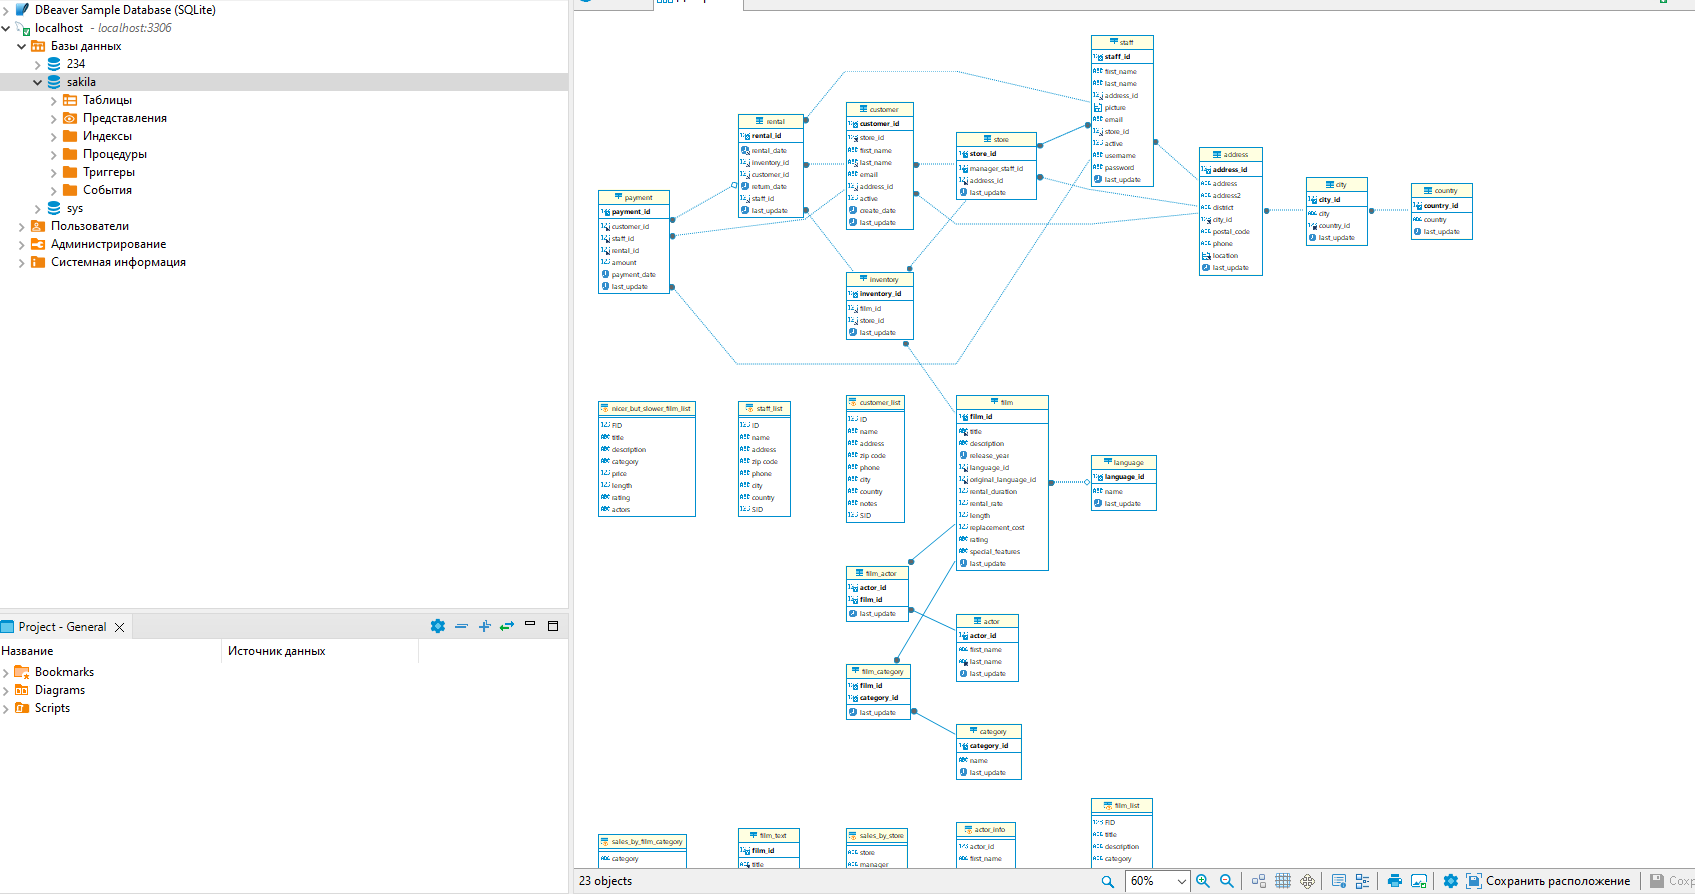 DBeaver Sample Database (SQLite)
localhost - localhost:3306
Базы данных
234
sakila
Таблицы
Представления
Индексы
Процедуры
Триггеры
События
sys
Пользователи
Администрирование
Системная информация
Project - General
Название
Источник данных
Bookmarks
Diagrams
Scripts
staff
staff_id
first_name
last_name
address_id
picture
email
store_id
active
username
password
last_update
customer
customer_id
store_id
first_name
last_name
email
address_id
active
create_date
last_update
rental
rental_id
rental_date
inventory_id
customer_id
return_date
staff_id
last_update
store
store_id
manager_staff_id
address_id
last_update
address
address_id
address
address2
district
city_id
postal_code
phone
location
last_update
city
city_id
city
country_id
last_update
country
country_id
country
last_update
payment
payment_id
customer_id
staff_id
rental_id
amount
payment_date
last_update
inventory
inventory_id
film_id
store_id
last_update
nicer_but_slower_film_list
FID
title
description
category
price
length
rating
actors
staff_list
ID
name
address
zip code
phone
city
country
SID
customer_list
ID
name
address
zip code
phone
city
country
notes
SID
film
film_id
title
description
release_year
language_id
original_language_id
rental_duration
rental_rate
length
replacement_cost
rating
special_features
last_update
language
language_id
name
last_update
film_actor
actor_id
film_id
last_update
actor
actor_id
first_name
last_name
last_update
film_category
film_id
category_id
last_update
category
category_id
name
last_update
sales_by_film_category
category
film_text
film_id
title
sales_by_store
store
manager
actor_info
actor_id
first_name
film_list
FID
title
description
category
23 objects
60%
Сохранить расположение